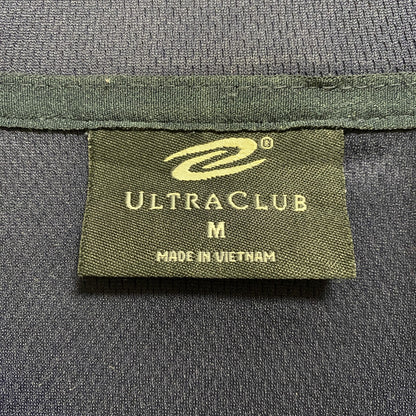 ®
ULTRACLUB
M
MADE IN VIETNAM